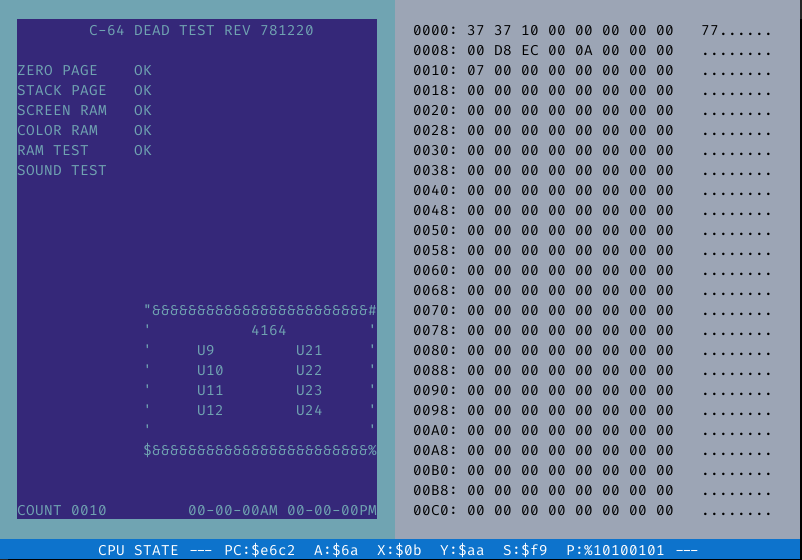 C-64 DEAD TEST REV 781220
ZERO PAGE    OK
STACK PAGE   OK
SCREEN RAM   OK
COLOR RAM    OK
RAM TEST     OK
SOUND TEST
"&&&&&&&&&&&&&&&&&&&&&&&&#
'           4164         '
'     U9         U21     '
'     U10        U22     '
'     U11        U23     '
'     U12        U24     '
'                        '
$&&&&&&&&&&&&&&&&&&&&&&&&%
COUNT 0010         00-00-00AM 00-00-00PM
0000: 37 37 10 00 00 00 00 00   77......
0008: 00 D8 EC 00 0A 00 00 00   ........
0010: 07 00 00 00 00 00 00 00   ........
0018: 00 00 00 00 00 00 00 00   ........
0020: 00 00 00 00 00 00 00 00   ........
0028: 00 00 00 00 00 00 00 00   ........
0030: 00 00 00 00 00 00 00 00   ........
0038: 00 00 00 00 00 00 00 00   ........
0040: 00 00 00 00 00 00 00 00   ........
0048: 00 00 00 00 00 00 00 00   ........
0050: 00 00 00 00 00 00 00 00   ........
0058: 00 00 00 00 00 00 00 00   ........
0060: 00 00 00 00 00 00 00 00   ........
0068: 00 00 00 00 00 00 00 00   ........
0070: 00 00 00 00 00 00 00 00   ........
0078: 00 00 00 00 00 00 00 00   ........
0080: 00 00 00 00 00 00 00 00   ........
0088: 00 00 00 00 00 00 00 00   ........
0090: 00 00 00 00 00 00 00 00   ........
0098: 00 00 00 00 00 00 00 00   ........
00A0: 00 00 00 00 00 00 00 00   ........
00A8: 00 00 00 00 00 00 00 00   ........
00B0: 00 00 00 00 00 00 00 00   ........
00B8: 00 00 00 00 00 00 00 00   ........
00C0: 00 00 00 00 00 00 00 00   ........
CPU STATE --- PC:$e6c2  A:$6a  X:$0b  Y:$aa  S:$f9  P:%10100101 ---